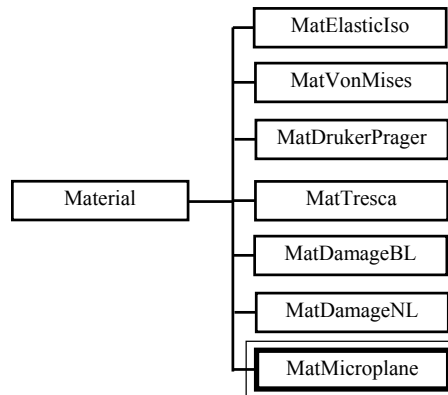 MatElasticIso
MatVonMises
MatDrukerPrager
Material
MatTresca
MatDamageBL
MatDamageNL
MatMicroplane